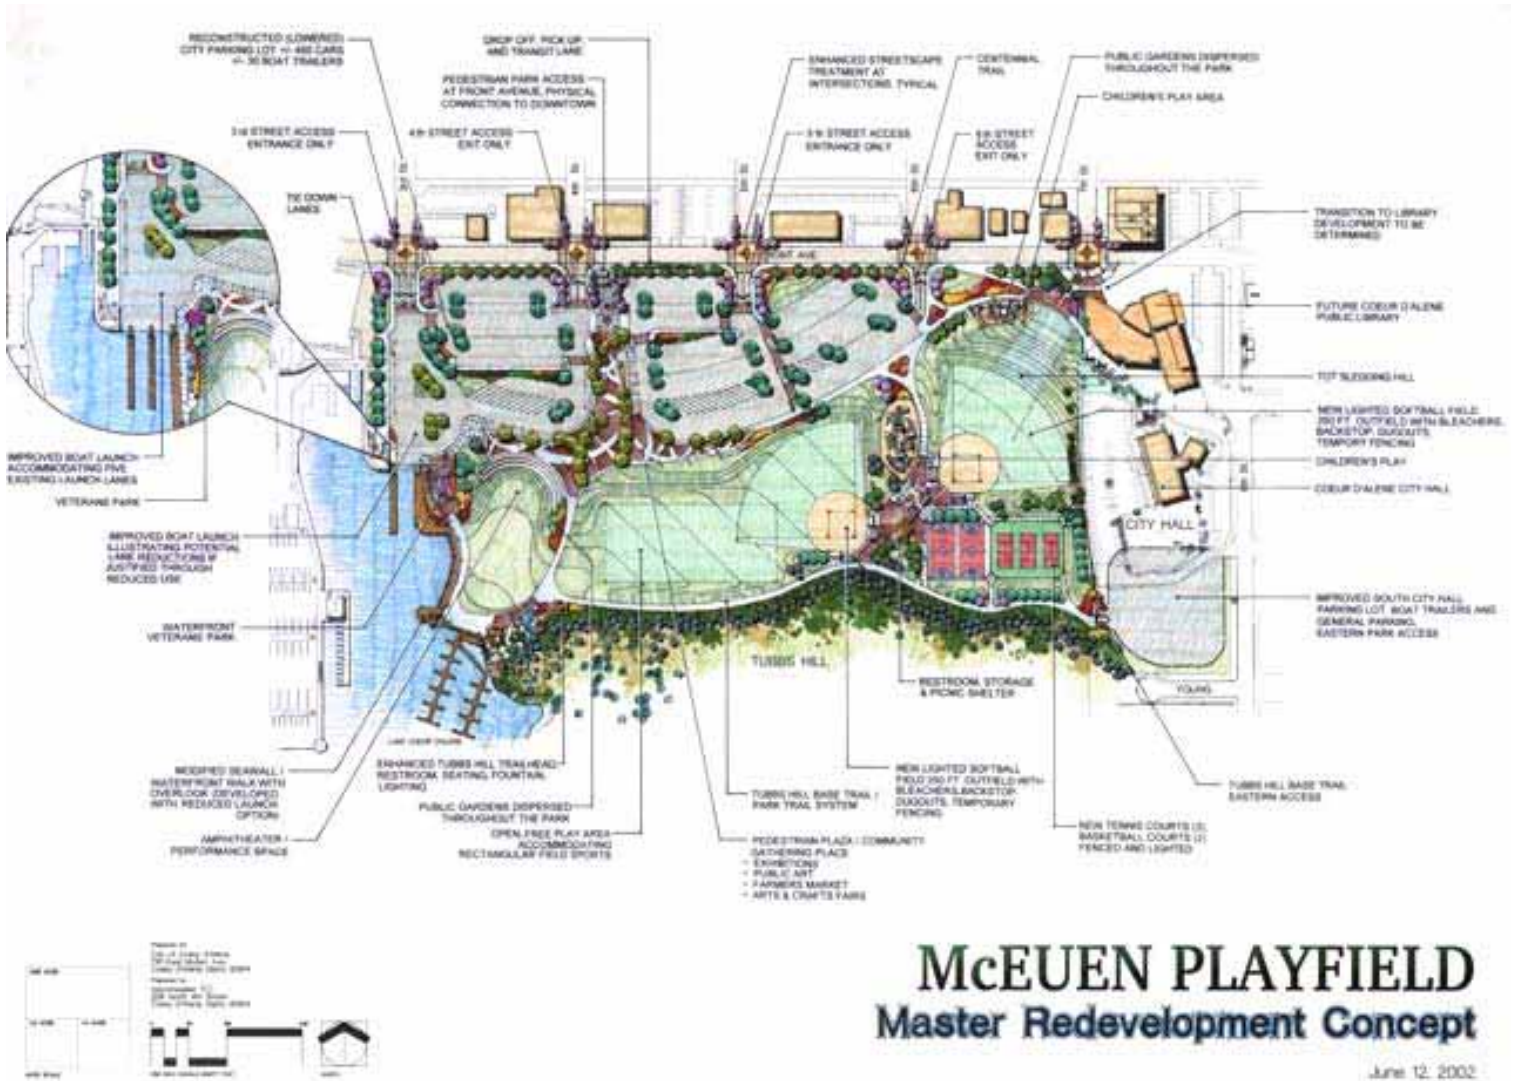 RECONSTRUCTED (LOWERED)
CITY PARKING LOT +/- 485 CARS
+/- 30 BOAT TRAILERS
DROP OFF, PICK UP,
AND TRANSIT LANE
PEDESTRIAN PARK ACCESS
AT FRONT AVENUE, PHYSICAL
CONNECTION TO DOWNTOWN
ENHANCED STREETSCAPE
TREATMENT AT
INTERSECTIONS, TYPICAL
CENTENNIAL
TRAIL
PUBLIC GARDENS DISPERSED
THROUGHOUT THE PARK
CHILDREN'S PLAY AREA
3rd STREET ACCESS
ENTRANCE ONLY
4th STREET ACCESS
EXIT ONLY
5th STREET ACCESS
ENTRANCE ONLY
6th STREET
ACCESS
EXIT ONLY
TIE DOWN
LANES
TRANSITION TO LIBRARY
DEVELOPMENT TO BE
DETERMINED
FUTURE COEUR D'ALENE
PUBLIC LIBRARY
TOT SLEDDING HILL
NEW LIGHTED SOFTBALL FIELD
OUTFIELD WITH BLEACHERS,
BACKSTOP, DUGOUTS,
TEMPORY FENCING
CHILDREN'S PLAY
COEUR D'ALENE CITY HALL
CITY HALL
IMPROVED SOUTH CITY HALL
PARKING LOT BOAT TRAILERS AND
GENERAL PARKING,
EASTERN PARK ACCESS
YOUNG
IMPROVED BOAT LAUNCH
ACCOMMODATING FIVE
EXISTING LAUNCH LANES
VETERANS PARK
IMPROVED BOAT LAUNCH
ILLUSTRATING POTENTIAL
LANE REDUCTIONS IF
JUSTIFIED THROUGH
REDUCED USE
WATERFRONT
VETERANS PARK
TUBBS HILL
RESTROOM, STORAGE
& PICNIC SHELTER
MODIFIED SEAWALL /
WATERFRONT WALK WITH
OVERLOOK (DEVELOPED
WITH REDUCED LAUNCH
OPTION)
AMPHITHEATER /
PERFORMANCE SPACE
ENHANCED TUBBS HILL TRAILHEAD
RESTROOM, SEATING, FOUNTAIN,
LIGHTING
PUBLIC GARDENS DISPERSED
THROUGHOUT THE PARK
OPEN, FREE PLAY AREA
ACCOMMODATING
RECTANGULAR FIELD SPORTS
TUBBS HILL BASE TRAIL /
PARK TRAIL SYSTEM
PEDESTRIAN PLAZA / COMMUNITY
GATHERING PLACE
+ EXHIBITIONS
+ PUBLIC ART
+ FARMERS MARKET
+ ARTS & CRAFTS FAIRS
NEW LIGHTED SOFTBALL
FIELD OUTFIELD WITH
BLEACHERS, BACKSTOP,
DUGOUTS, TEMPORARY
FENCING
NEW TENNIS COURTS (3),
BASKETBALL COURTS (2)
FENCED AND LIGHTED
TUBBS HILL BASE TRAIL
EASTERN ACCESS
McEUEN PLAYFIELD
Master Redevelopment Concept
June 12, 2002